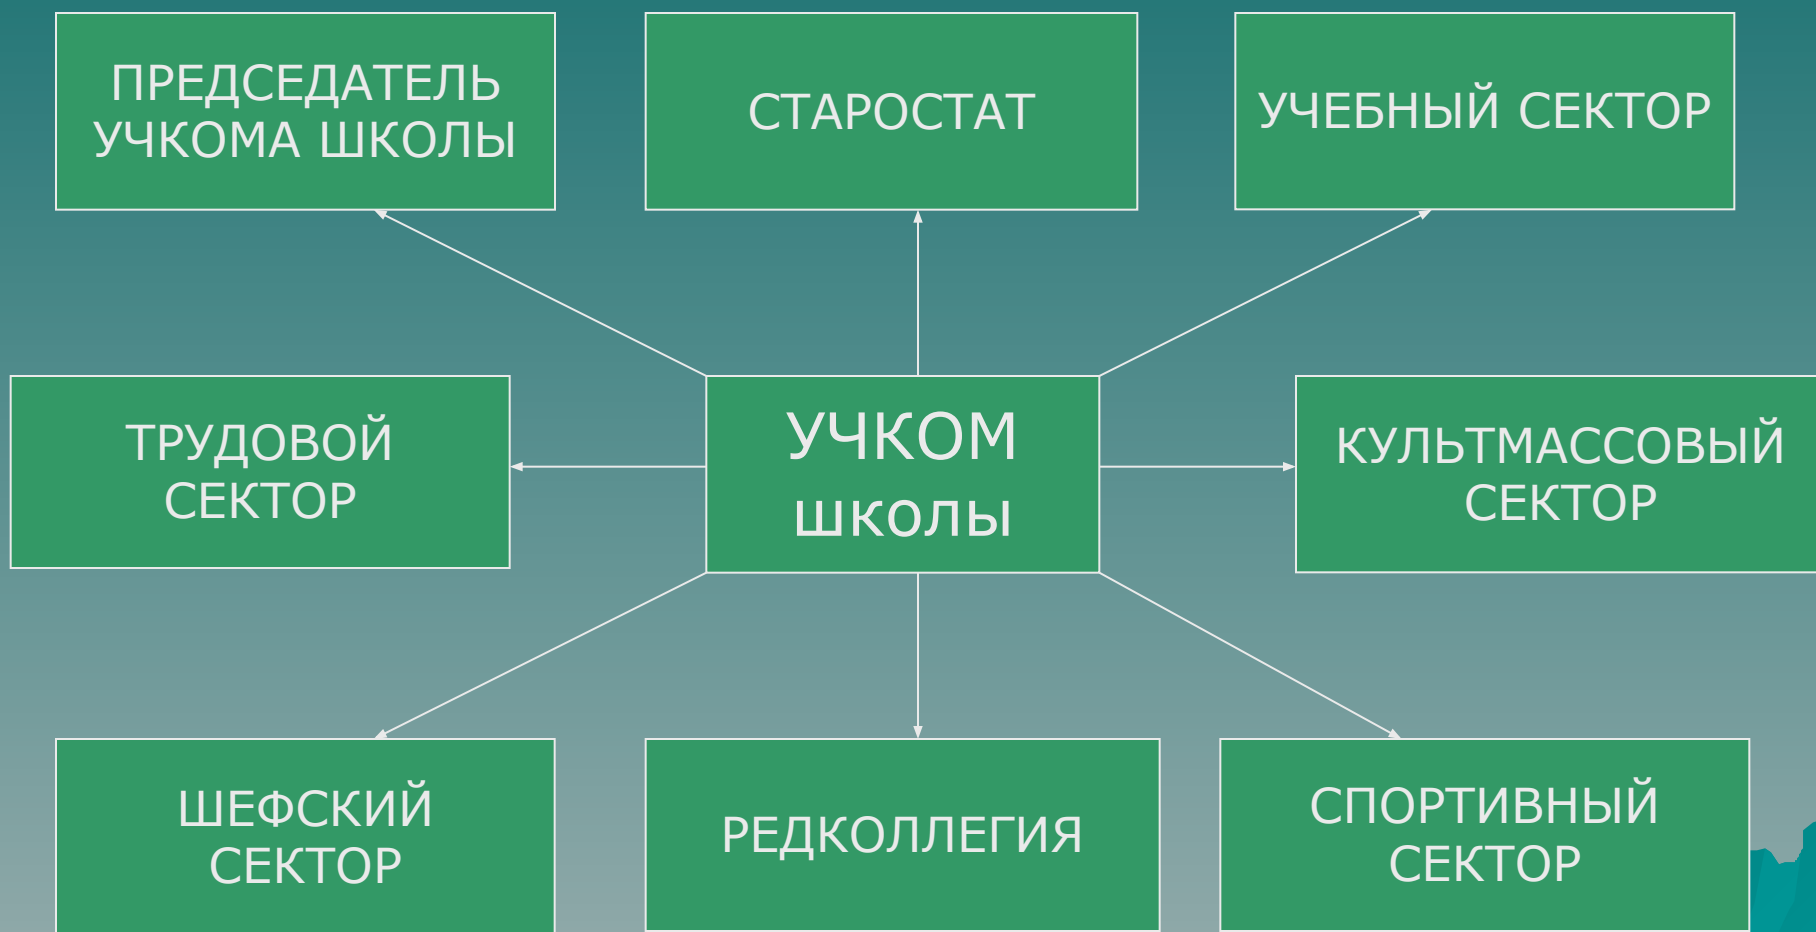 ПРЕДСЕДАТЕЛЬ
УЧКОМА ШКОЛЫ
СТАРОСТАТ
УЧЕБНЫЙ СЕКТОР
ТРУДОВОЙ
СЕКТОР
УЧКОМ
школы
КУЛЬТМАССОВЫЙ
СЕКТОР
ШЕФСКИЙ
СЕКТОР
РЕДКОЛЛЕГИЯ
СПОРТИВНЫЙ
СЕКТОР